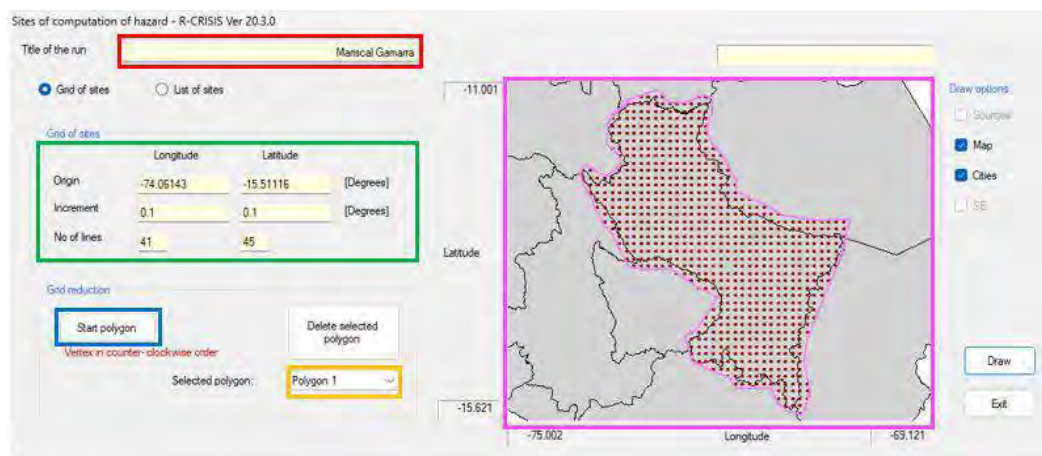 Sites of computation of hazard - R-CRISIS Ver 20.3.0
Title of the run
Mariscal Gamarra
Grid of sites
List of sites
Grid of sites
Longitude Latitude
Origin -74.06143 -15.51116 [Degrees]
Increment 0.1 0.1 [Degrees]
No of lines 41 45
Grid reduction
Start polygon
Delete selected
polygon
Vertex in counter-clockwise order
Selected polygon: Polygon 1
-11.001
Latitude
-15.621
-75.002 Longitude -69.121
Draw options
Sources
Map
Cities
SE
Draw
Exit